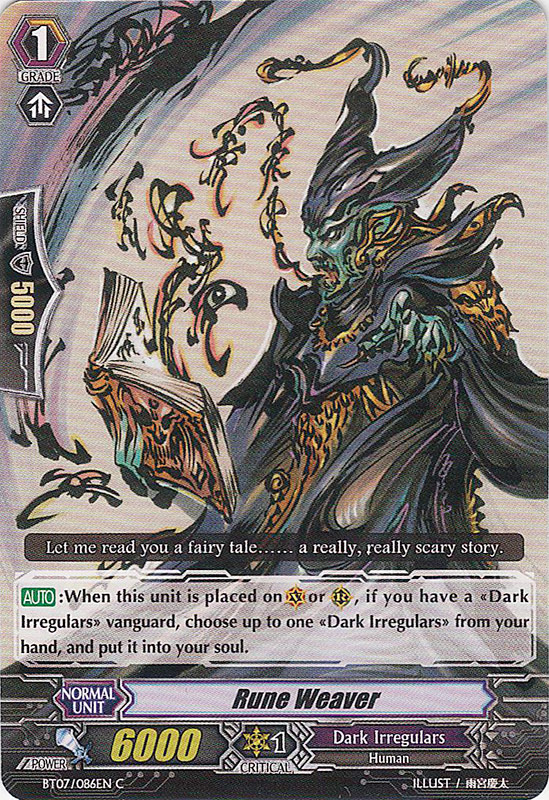 1
GRADE
SHIELD
5000
Let me read you a fairy tale...... a really, really scary story.
AUTO:When this unit is placed on V or R, if you have a «Dark
Irregulars» vanguard, choose up to one «Dark Irregulars» from your
hand, and put it into your soul.
NORMAL
UNIT
Rune Weaver
POWER
6000
1
CRITICAL
Dark Irregulars
Human
BT07/086EN C
ILLUST / 雨宮慶太